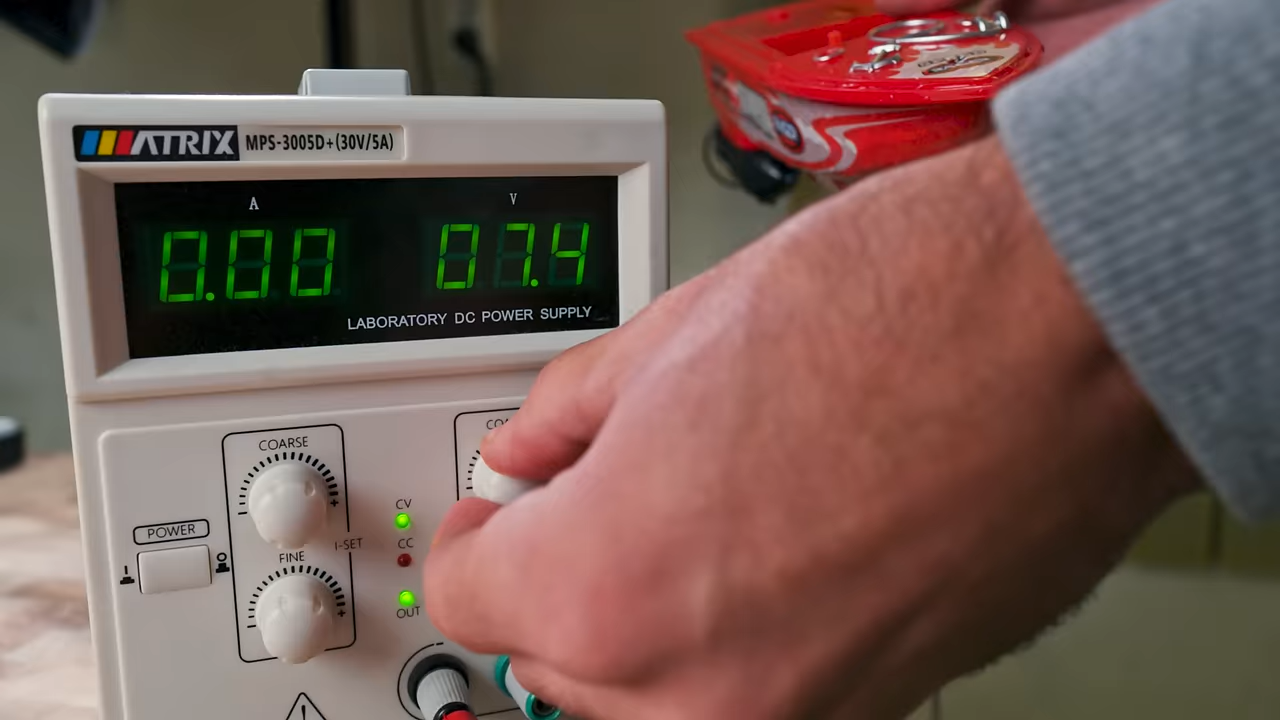 MATRIX MPS-3005D+(30V/5A)
A V
0.00 07.4
LABORATORY DC POWER SUPPLY
COARSE
POWER
FINE
I-SET
CV
CC
OUT